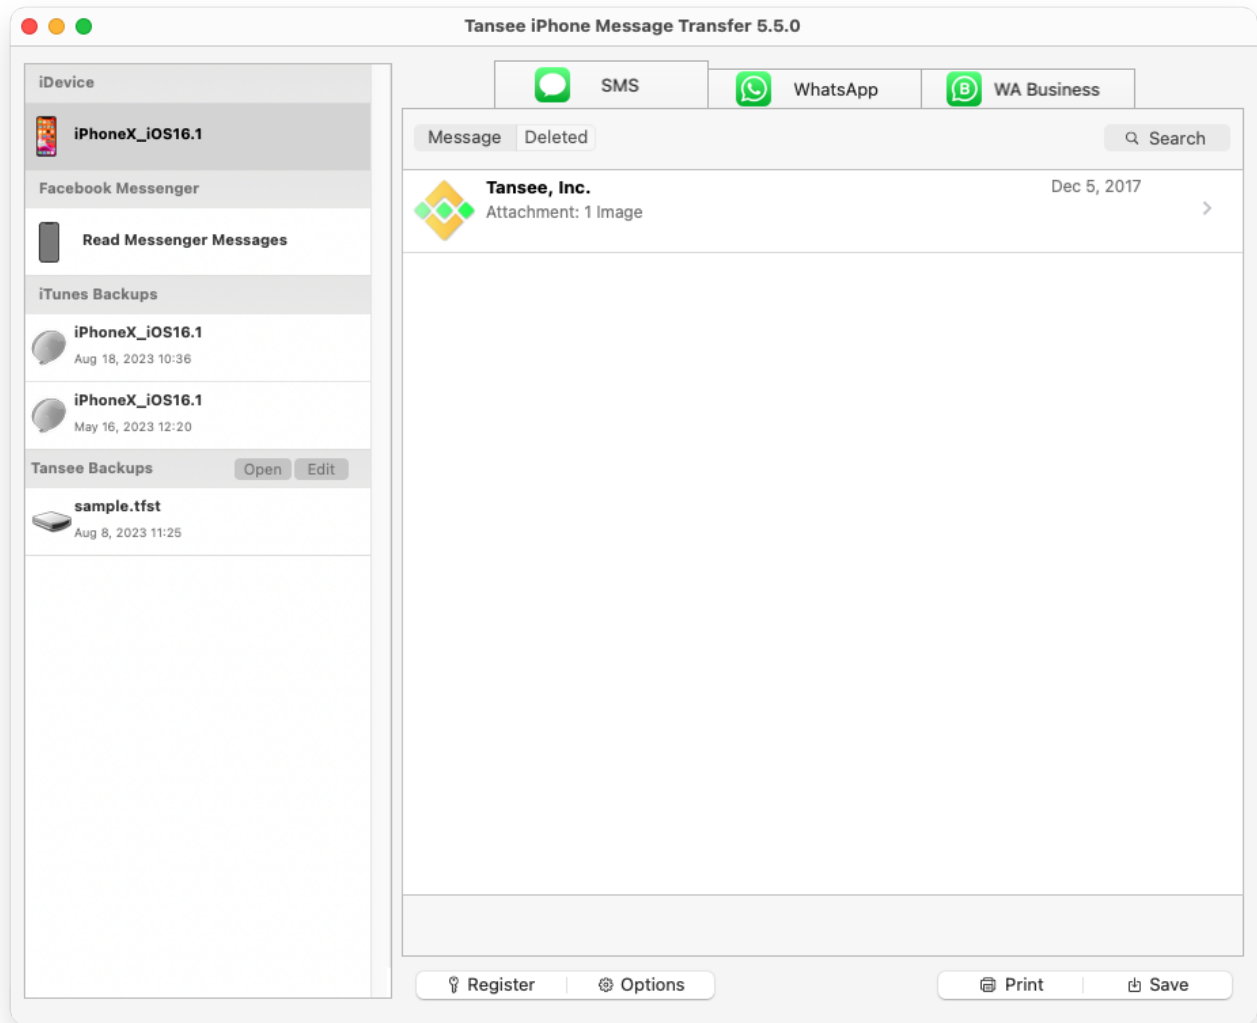 Tansee iPhone Message Transfer 5.5.0
iDevice
iPhoneX_iOS16.1
Facebook Messenger
Read Messenger Messages
iTunes Backups
iPhoneX_iOS16.1
Aug 18, 2023 10:36
iPhoneX_iOS16.1
May 16, 2023 12:20
Tansee Backups Open Edit
sample.tfst
Aug 8, 2023 11:25
SMS WhatsApp B WA Business
Message Deleted Search
Tansee, Inc. Dec 5, 2017
Attachment: 1 Image
Register Options Print Save